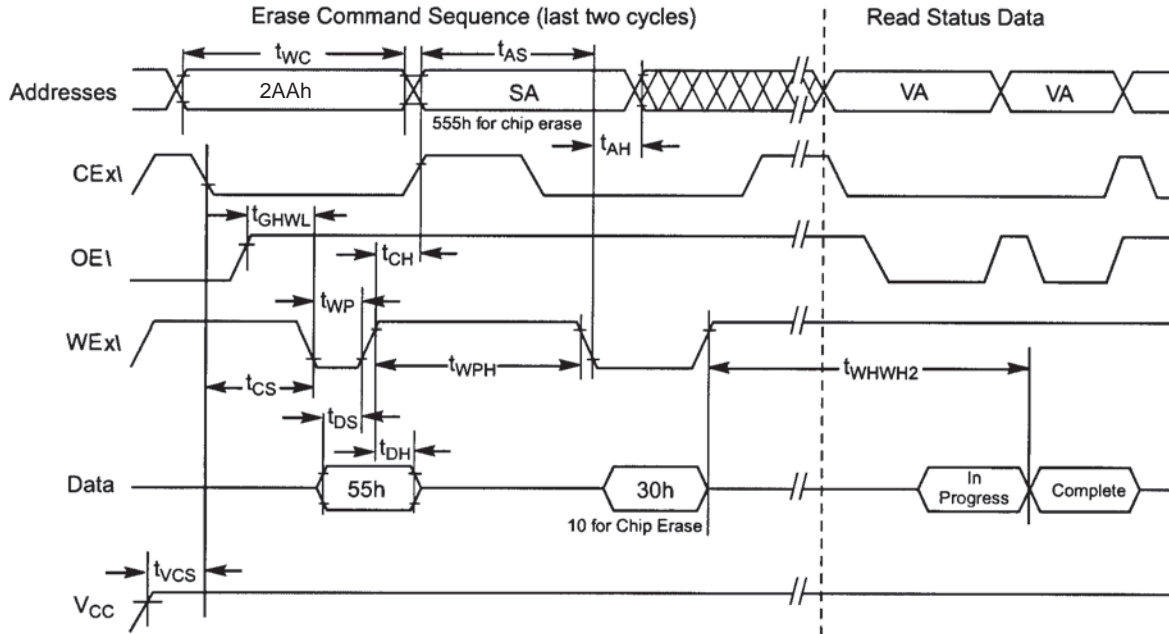 Erase Command Sequence (last two cycles) Read Status Data
tWC tAS
Addresses 2AAh SA VA VA
555h for chip erase
tAH
CEx\
tGHWL
OE\
tCH
tWP
WEx\
tWPH tWHWH2
tCS
tDS
tDH
Data 55h 30h In Progress Complete
10 for Chip Erase
tVCS
VCC